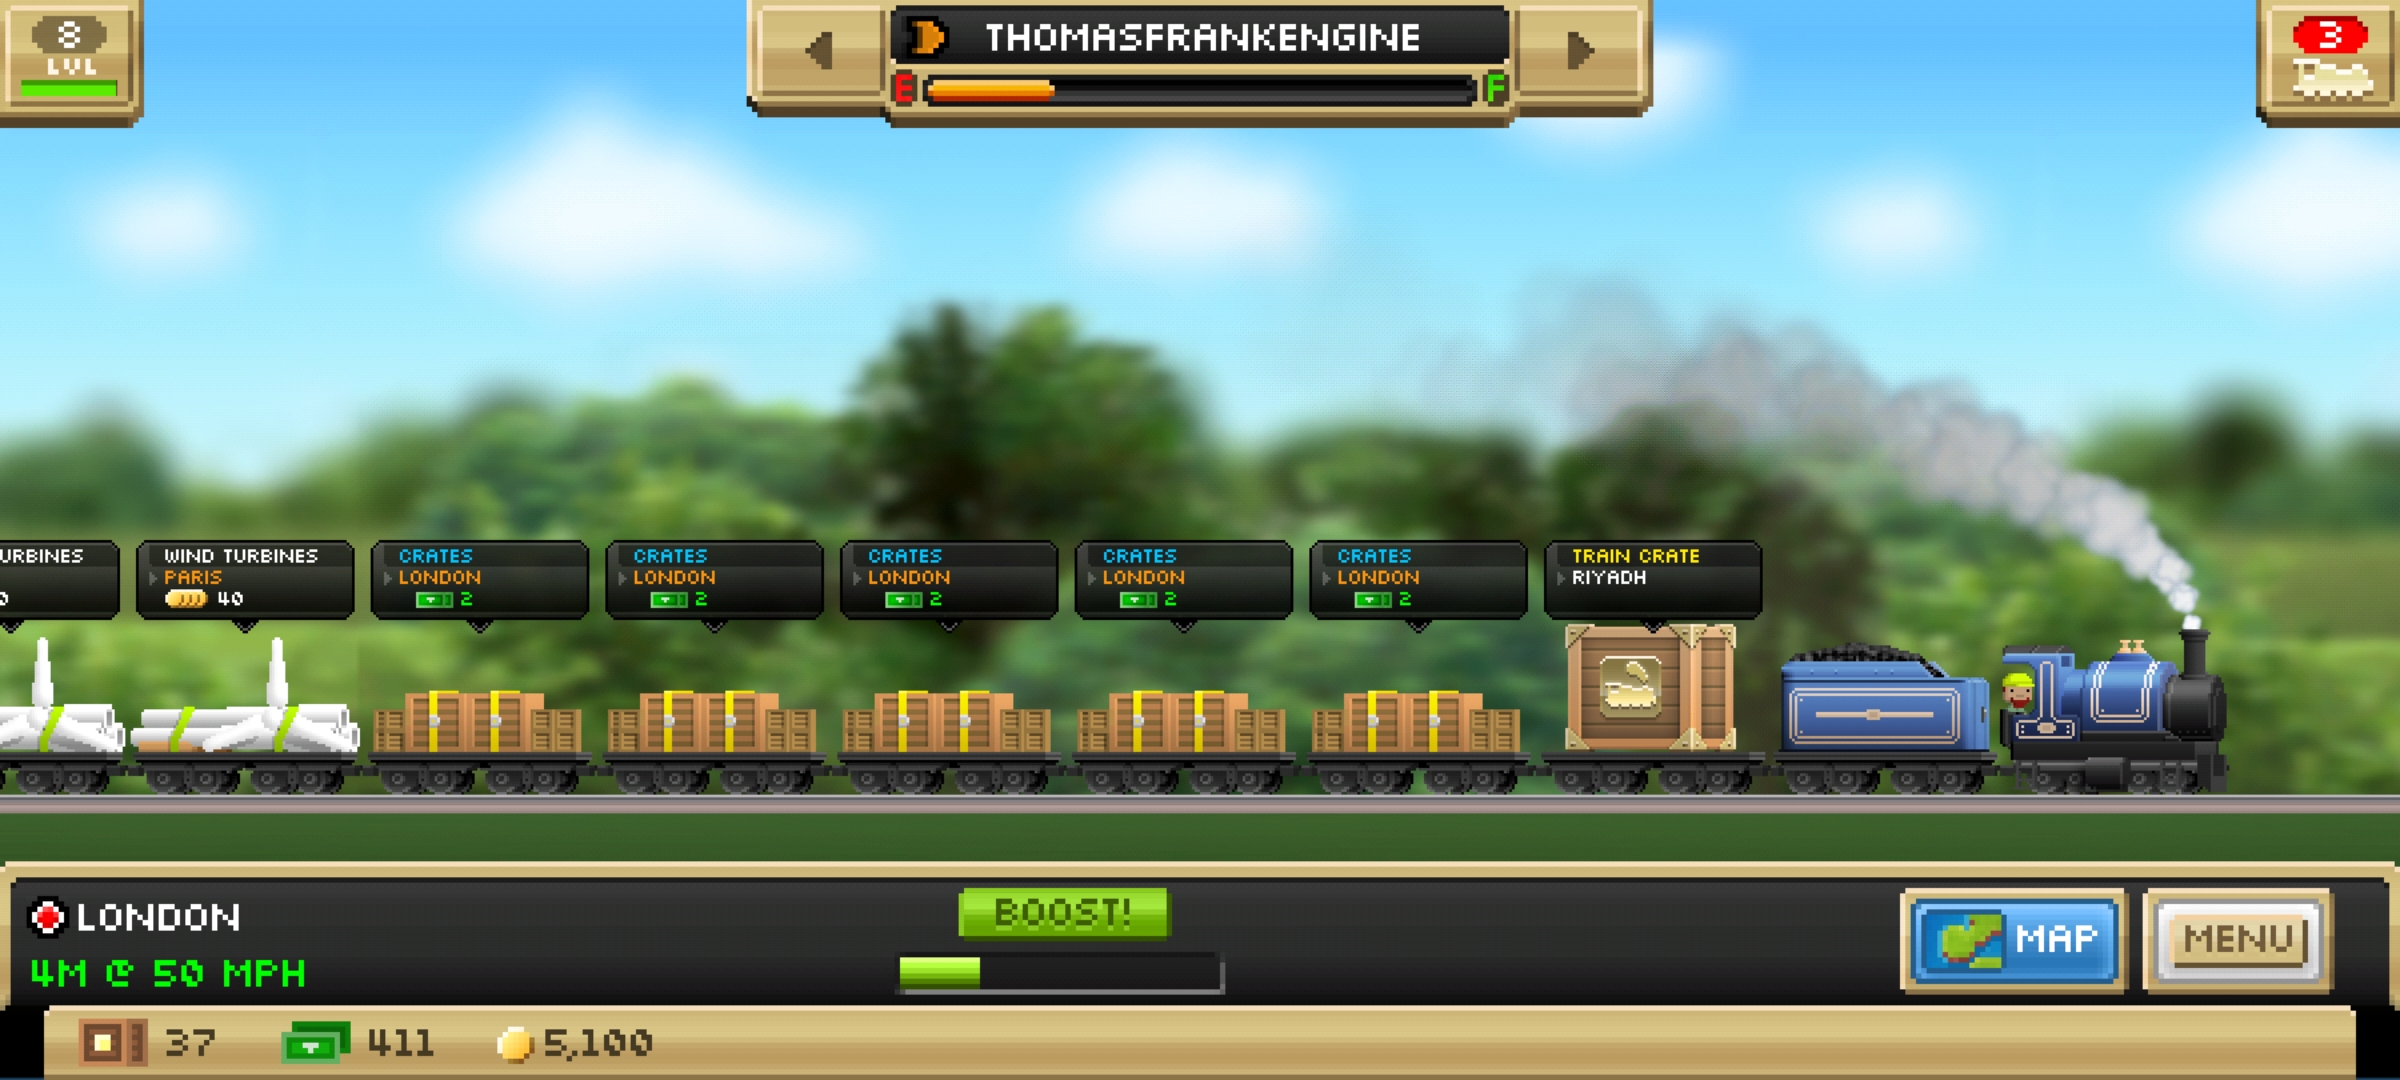 8
LVL
THOMASFRANKENGINE
E F
3
URBINES
WIND TURBINES
PARIS
40
CRATES
LONDON
2
CRATES
LONDON
2
CRATES
LONDON
2
CRATES
LONDON
2
CRATES
LONDON
2
TRAIN CRATE
RIYADH
LONDON
4M @ 50 MPH
BOOST!
MAP
MENU
37
411
5,100